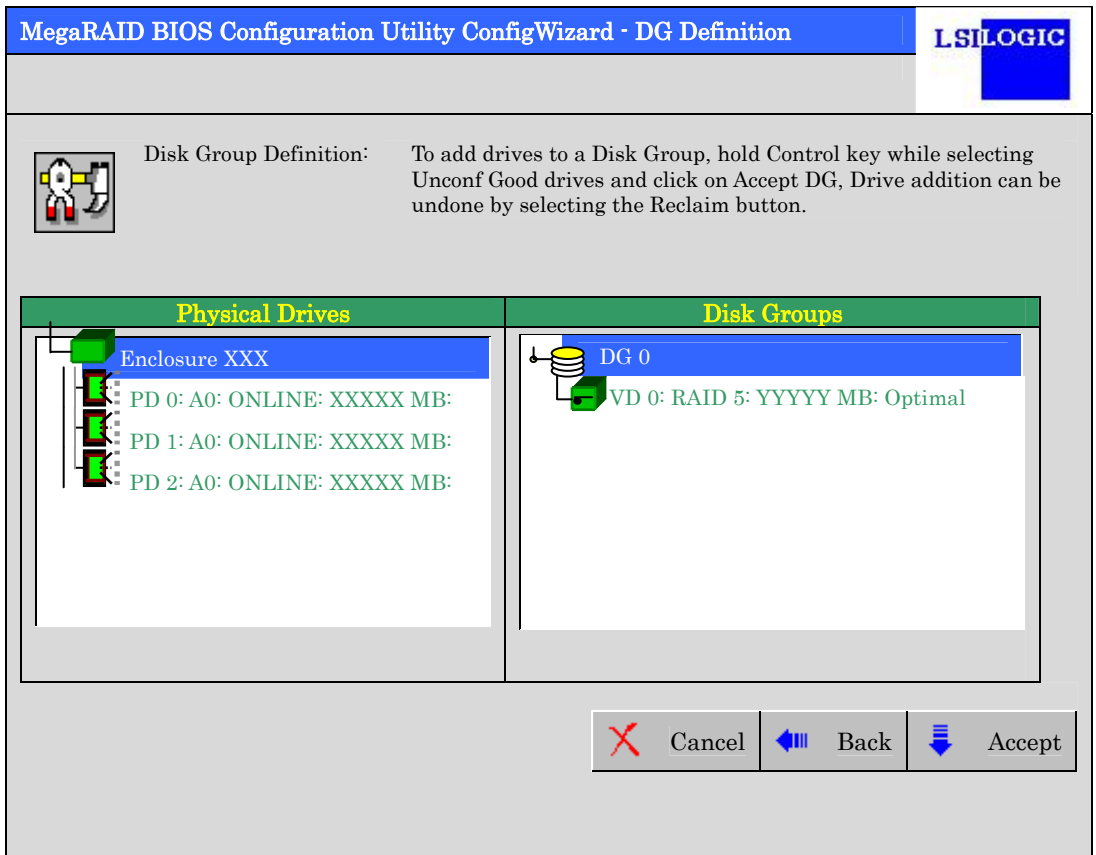 MegaRAID BIOS Configuration Utility ConfigWizard - DG Definition
LSILOGIC
Disk Group Definition:
To add drives to a Disk Group, hold Control key while selecting
Unconf Good drives and click on Accept DG, Drive addition can be
undone by selecting the Reclaim button.
Physical Drives
Enclosure XXX
PD 0: A0: ONLINE: XXXXX MB:
PD 1: A0: ONLINE: XXXXX MB:
PD 2: A0: ONLINE: XXXXX MB:
Disk Groups
DG 0
VD 0: RAID 5: YYYYY MB: Optimal
Cancel
Back
Accept